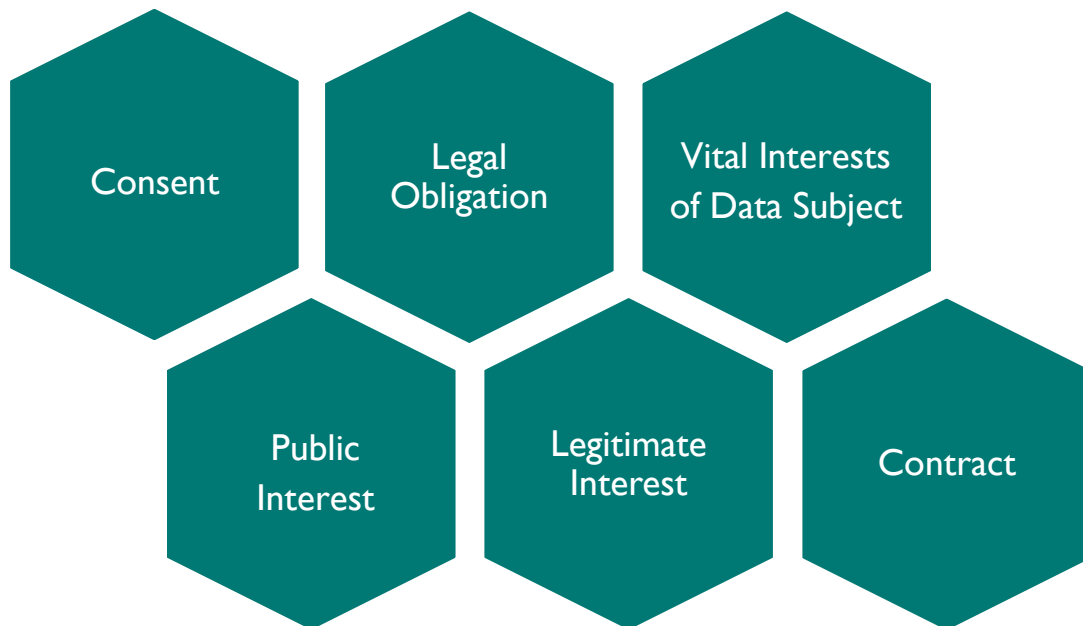 Consent
Legal
Obligation
Vital Interests
of Data Subject
Public
Interest
Legitimate
Interest
Contract